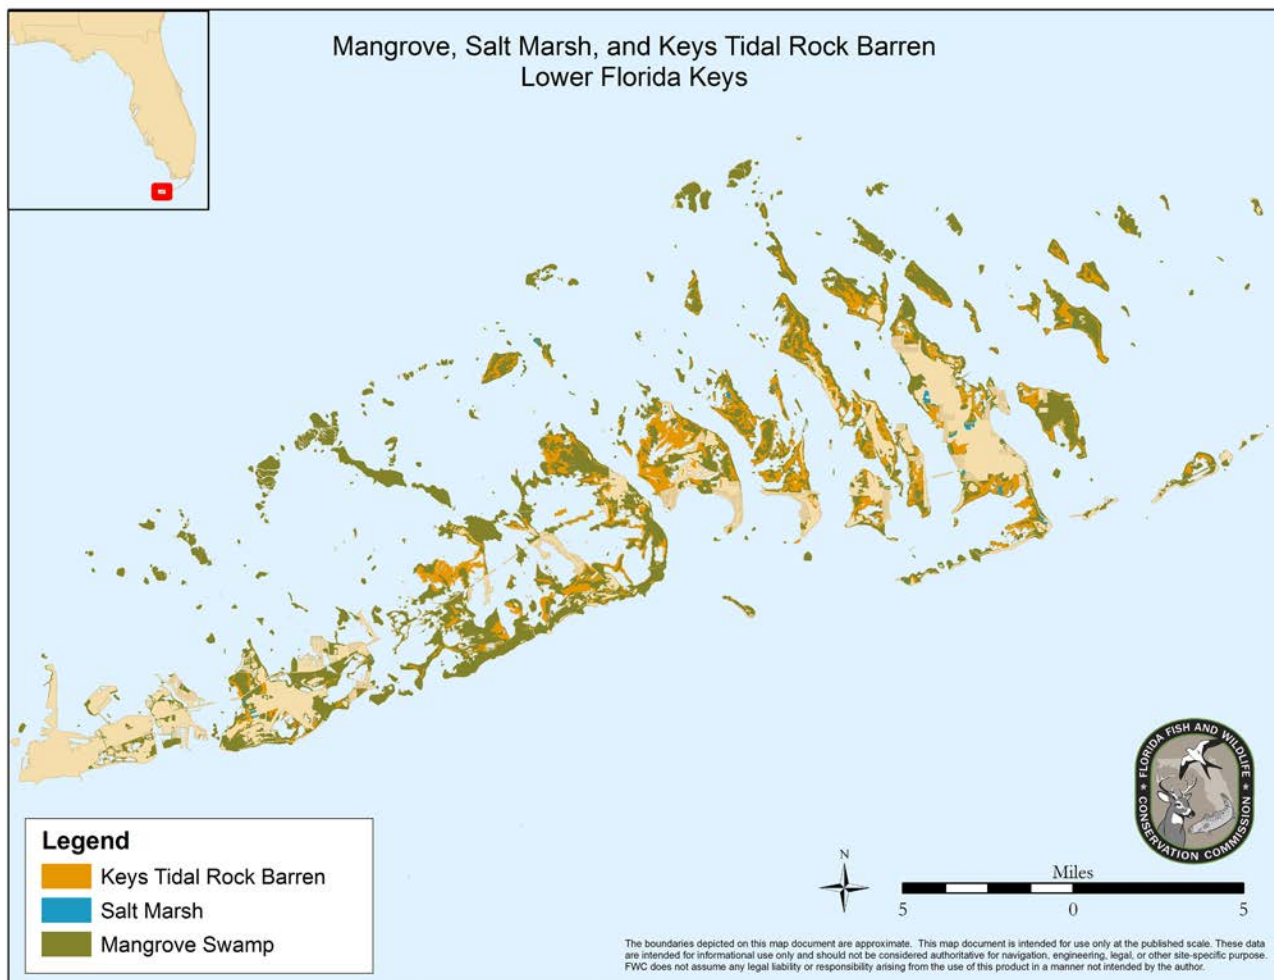 Mangrove, Salt Marsh, and Keys Tidal Rock Barren
Lower Florida Keys
Legend
Keys Tidal Rock Barren
Salt Marsh
Mangrove Swamp
FLORIDA FISH AND WILDLIFE
CONSERVATION COMMISSION
N
Miles
5 0 5
The boundaries depicted on this map document are approximate. This map document is intended for use only at the published scale. These data
are intended for informational use only and should not be considered authoritative for navigation, engineering, legal, or other site-specific purpose.
FWC does not assume any legal liability or responsibility arising from the use of this product in a manner not intended by the author.